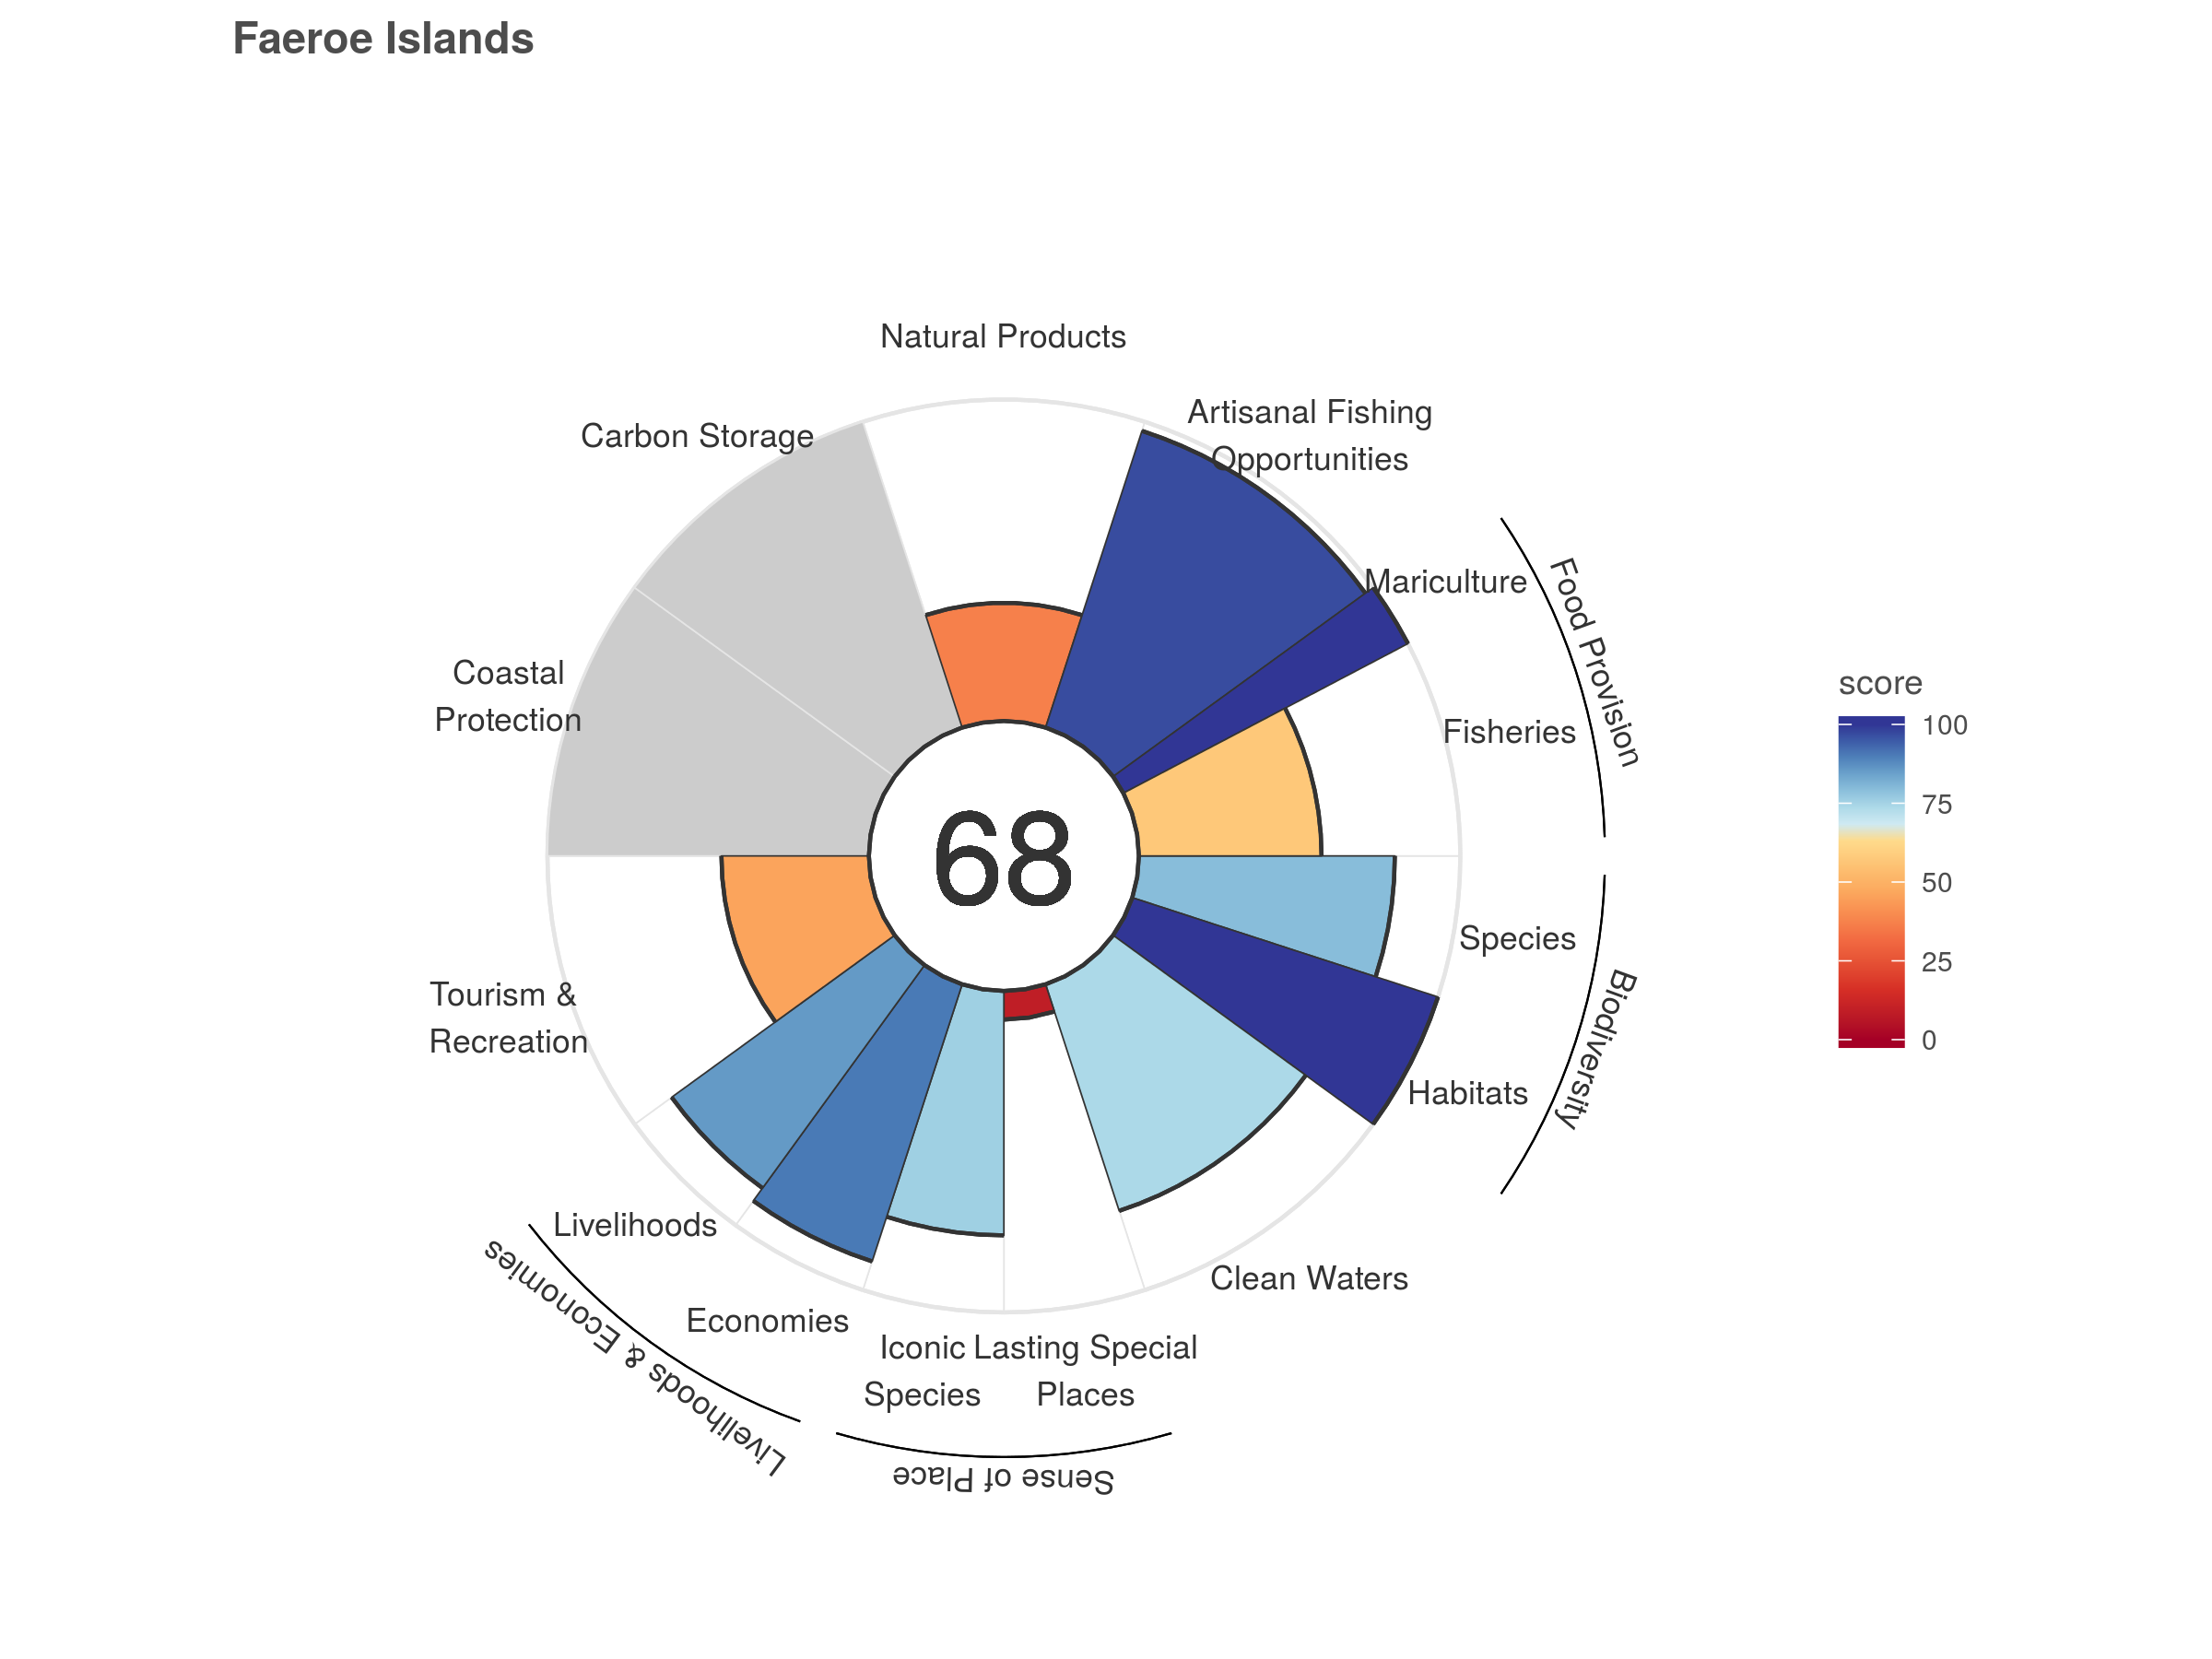 Faeroe Islands
Natural Products
Artisanal Fishing
Opportunities
Carbon Storage
Mariculture
Food Provision
Fisheries
Coastal
Protection
68
Species
Biodiversity
Habitats
Tourism &
Recreation
Livelihoods
Clean Waters
Economies
Iconic
Species
Lasting Special
Places
Livelihoods & Economies
Sense of Place
score
100
75
50
25
0